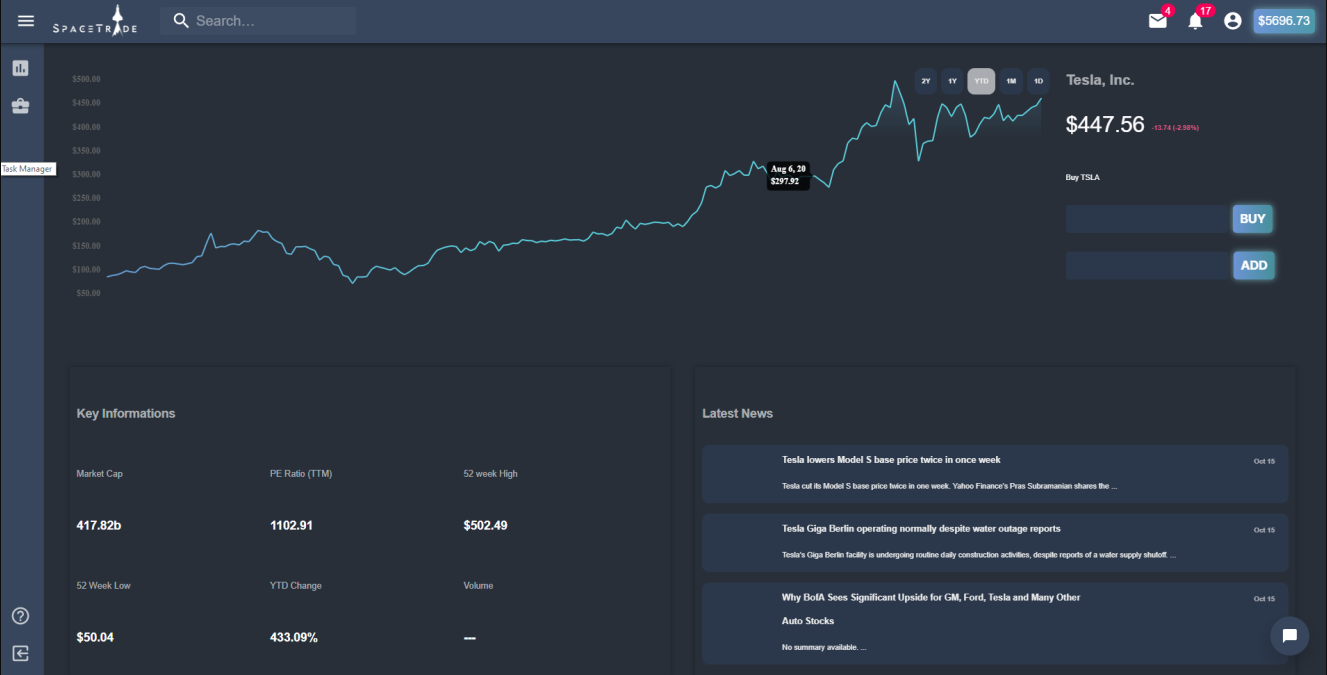 SPACETRADE
Search...
4
17
$5696.73
Task Manager
$500.00
$450.00
$400.00
$350.00
$300.00
$250.00
$200.00
$150.00
$100.00
$50.00
2Y
1Y
YTD
1M
1D
Aug 6, 20
$297.92
Tesla, Inc.
$447.56 -13.74 (-2.98%)
Buy TSLA
BUY
ADD
Key Informations
Market Cap
PE Ratio (TTM)
52 week High
417.82b
1102.91
$502.49
52 Week Low
YTD Change
Volume
$50.04
433.09%
---
Latest News
Tesla lowers Model S base price twice in once week
Oct 15
Tesla cut its Model S base price twice in one week. Yahoo Finance's Pras Subramanian shares the ...
Tesla Giga Berlin operating normally despite water outage reports
Oct 15
Tesla's Giga Berlin facility is undergoing routine daily construction activities, despite reports of a water supply shutoff. ...
Why BofA Sees Significant Upside for GM, Ford, Tesla and Many Other
Oct 15
Auto Stocks
No summary available. ...